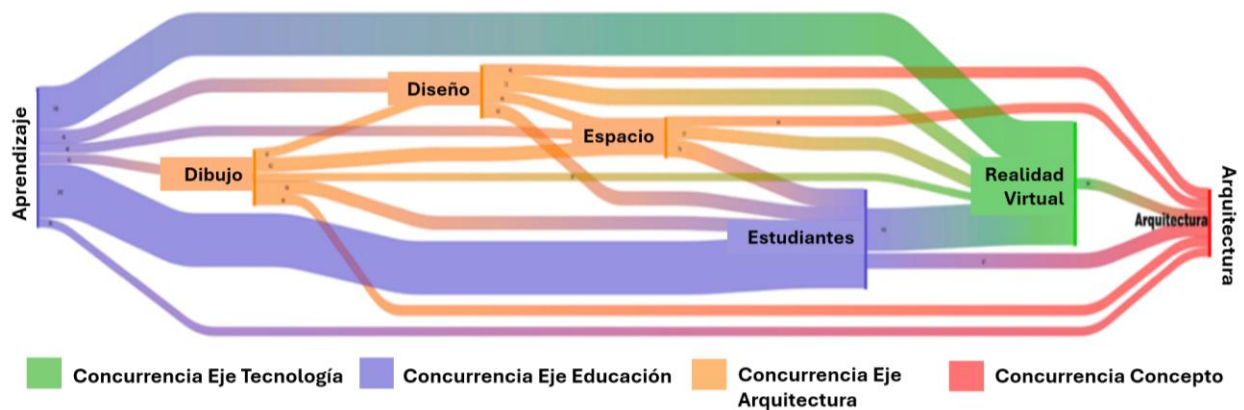 Aprendizaje
Diseño
Espacio
Dibujo
Realidad
Virtual
Estudiantes
Arquitectura
Arquitectura
Concurrencia Eje Tecnología
Concurrencia Eje Educación
Concurrencia Eje
Arquitectura
Concurrencia Concepto